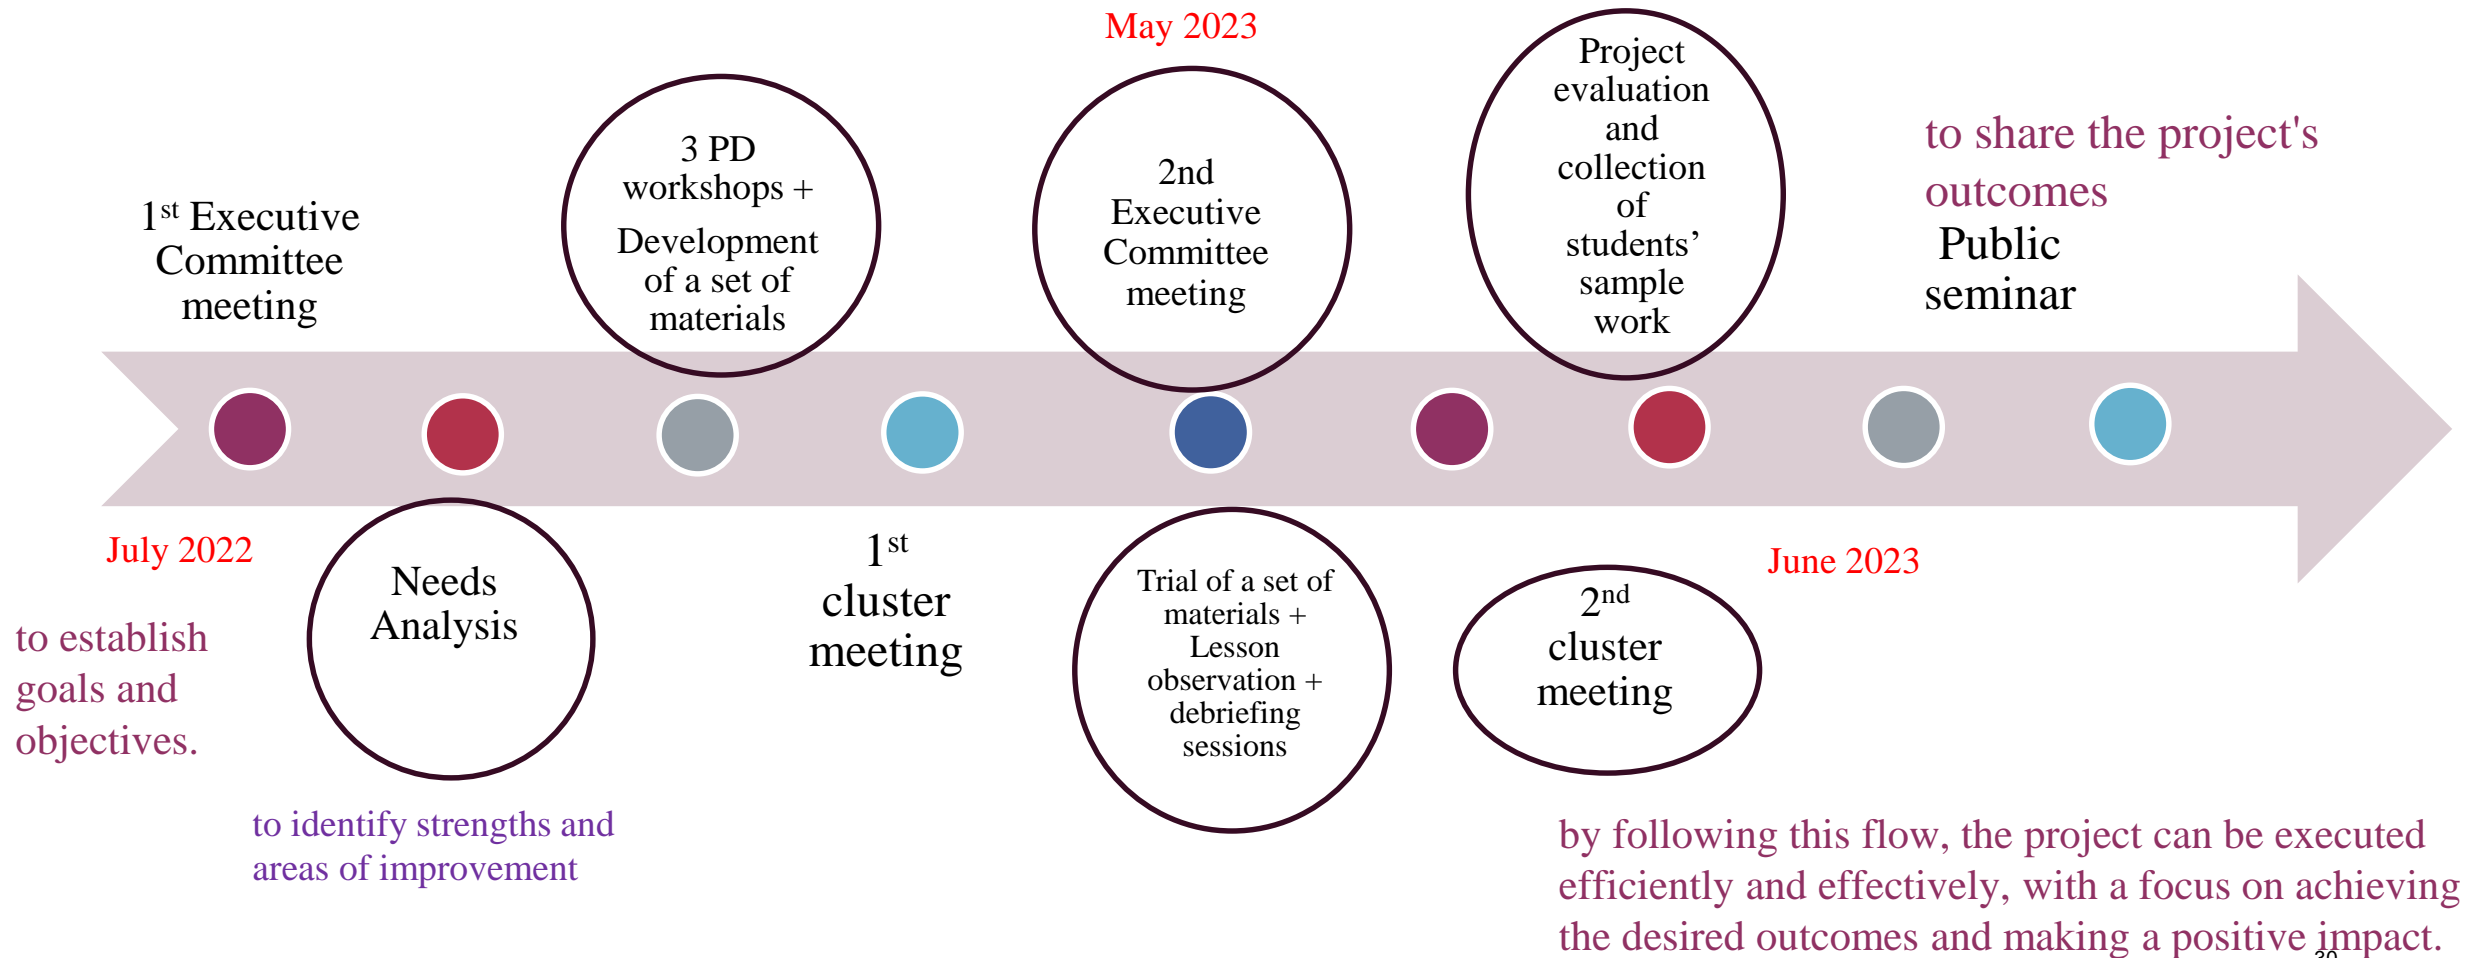 1st Executive
Committee
meeting
July 2022
to establish
goals and
objectives.
Needs
Analysis
to identify strengths and
areas of improvement
3 PD
workshops +
Development
of a set of
materials
1st
cluster
meeting
May 2023
2nd
Executive
Committee
meeting
Trial of a set of
materials +
Lesson
observation +
debriefing
sessions
Project
evaluation
and
collection
of
students’
sample
work
2nd
cluster
meeting
June 2023
to share the project's
outcomes
Public
seminar
by following this flow, the project can be executed
efficiently and effectively, with a focus on achieving
the desired outcomes and making a positive impact.
30